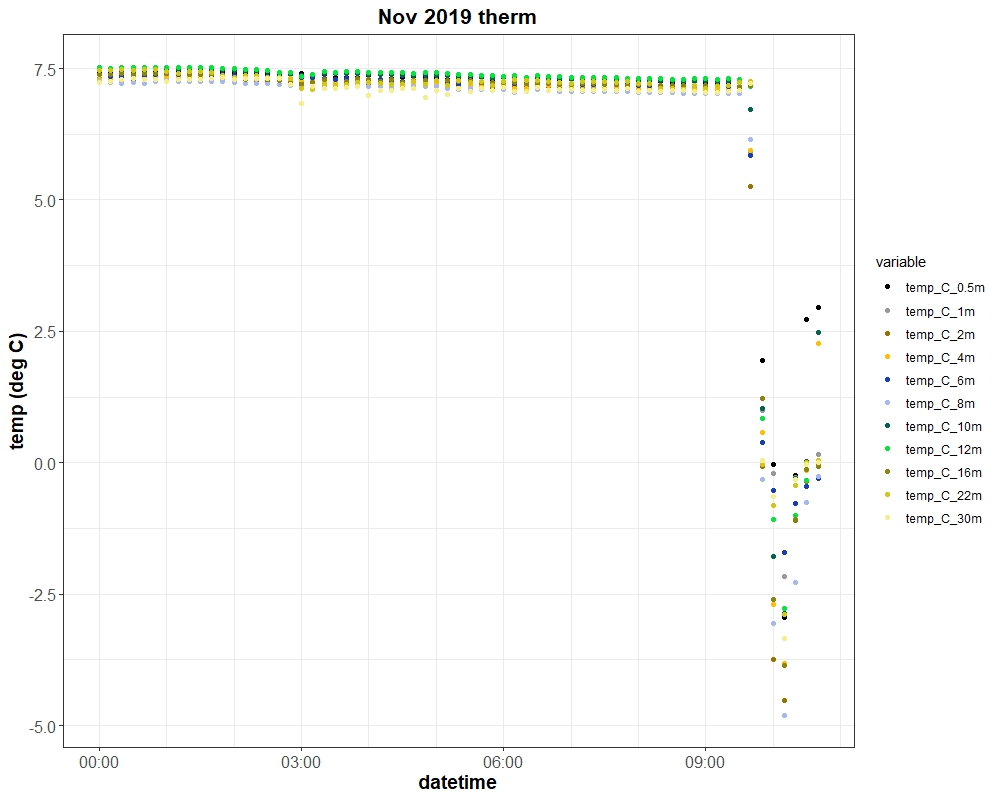 Nov 2019 therm
temp (deg C)
7.5
5.0
2.5
0.0
-2.5
-5.0
00:00 03:00 06:00 09:00
datetime
variable
temp_C_0.5m
temp_C_1m
temp_C_2m
temp_C_4m
temp_C_6m
temp_C_8m
temp_C_10m
temp_C_12m
temp_C_16m
temp_C_22m
temp_C_30m